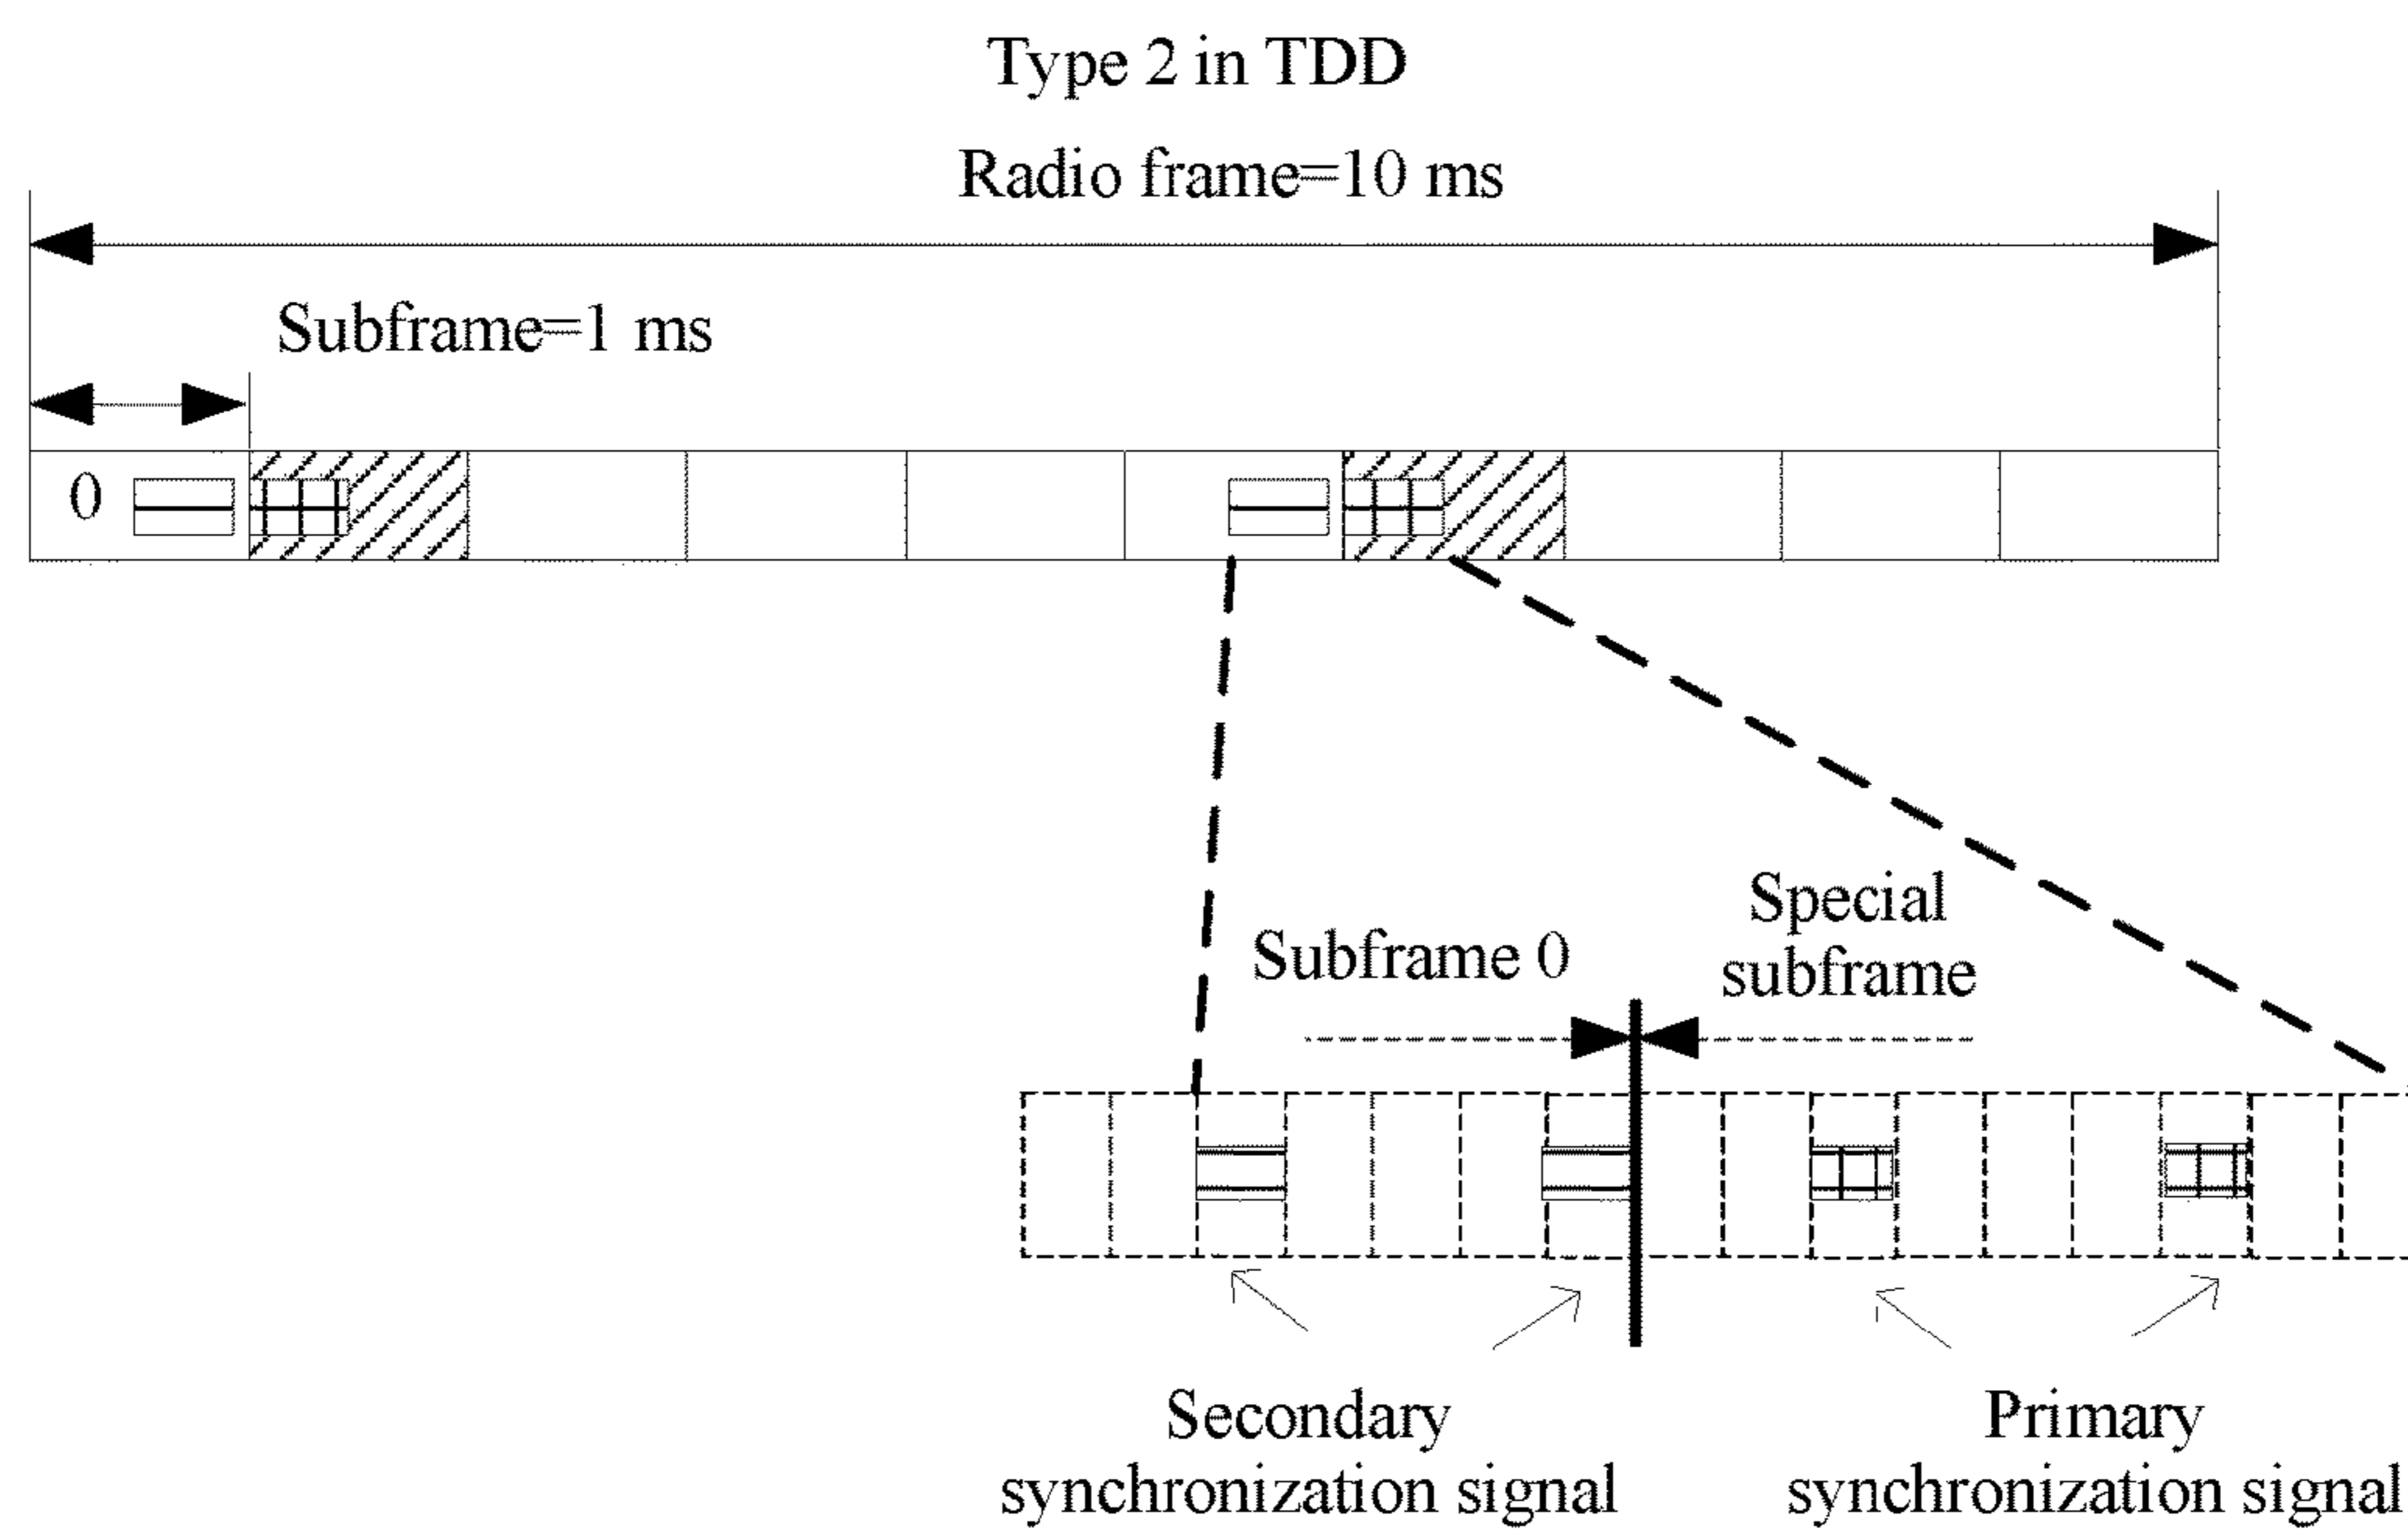 Type 2 in TDD
Radio frame=10 ms
Subframe=1 ms
0
Subframe 0
Special
subframe
Secondary
synchronization signal
Primary
synchronization signal